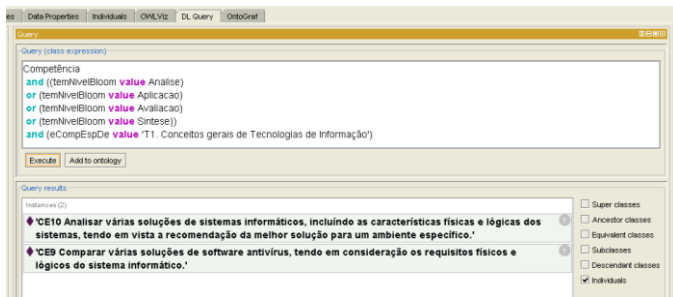 es Data Properties Individuals OWLViz DL Query OntoGraf
Query:
Query (class expression)
Competência
and ((temNivelBloom value Analise)
or (temNivelBloom value Aplicacao)
or (temNivelBloom value Avaliacao)
or (temNivelBloom value Sintese))
and (eCompEspDe value 'T1. Conceitos gerais de Tecnologias de Informação')
Execute Add to ontology
Query results
Instances (2)
'CE10 Analisar várias soluções de sistemas informáticos, incluíndo as características físicas e lógicas dos
sistemas, tendo em vista a recomendação da melhor solução para um ambiente específico.'
'CE9 Comparar várias soluções de software antivírus, tendo em consideração os requisitos físicos e
lógicos do sistema informático.'
Super classes
Ancestor classes
Equivalent classes
Subclasses
Descendant classes
Individuals